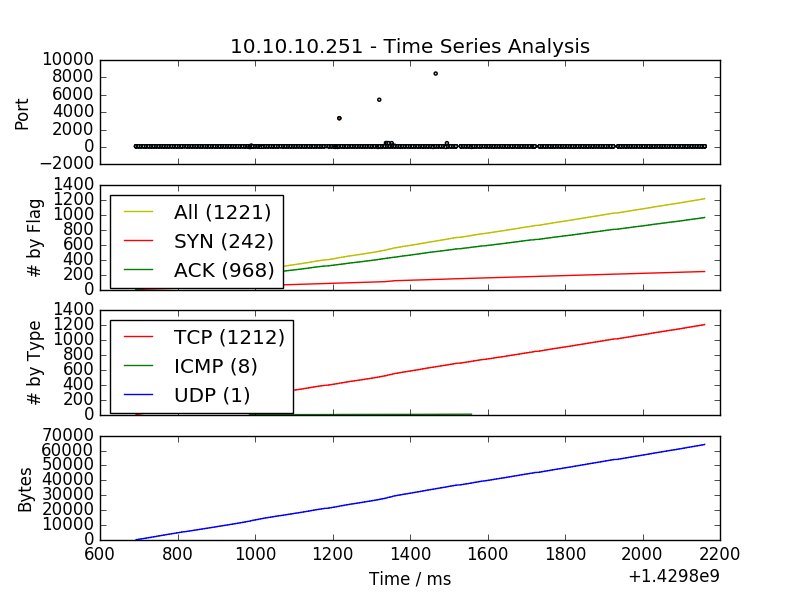 10.10.10.251 - Time Series Analysis
10000
8000
6000
4000
2000
0
−2000
Port
1400
1200
1000
800
600
400
200
0
# by Flag
All (1221)
SYN (242)
ACK (968)
1400
1200
1000
800
600
400
200
0
# by Type
TCP (1212)
ICMP (8)
UDP (1)
70000
60000
50000
40000
30000
20000
10000
0
Bytes
600 800 1000 1200 1400 1600 1800 2000 2200
Time / ms
+1.4298e9